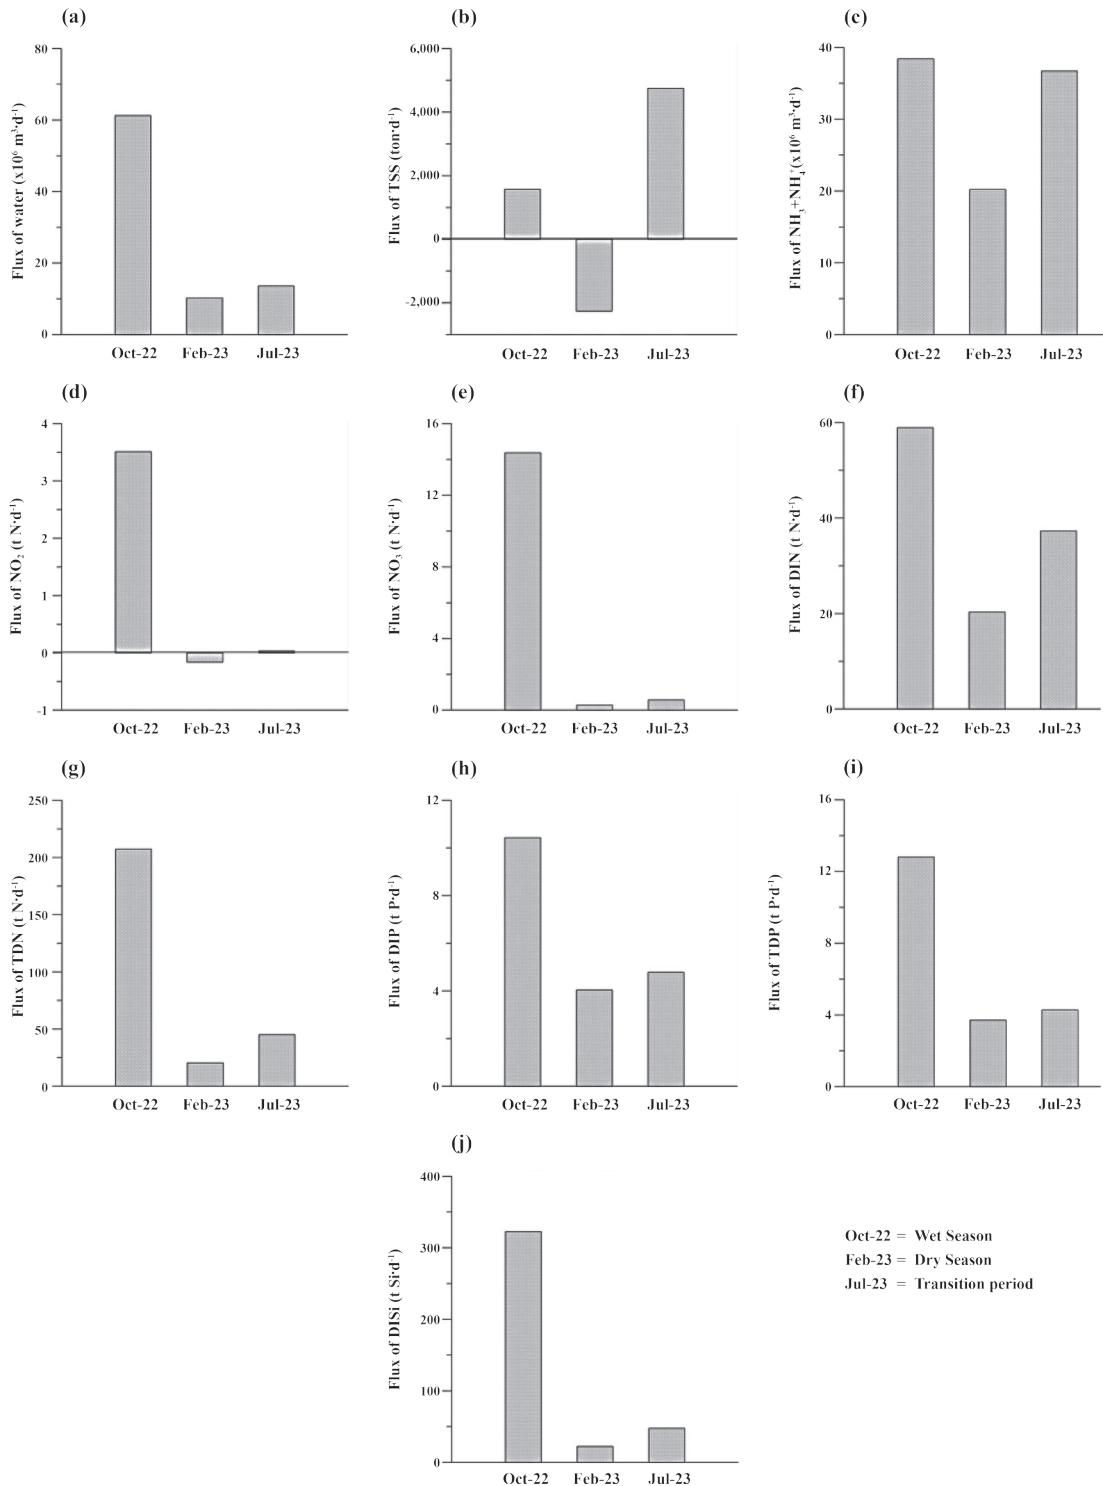 (a)
80
60
40
20
0
Flux of water (x10⁶ m³·d⁻¹)
Oct-22 Feb-23 Jul-23
(b)
6,000
4,000
2,000
0
-2,000
Flux of TSS (ton·d⁻¹)
Oct-22 Feb-23 Jul-23
(c)
40
30
20
10
0
Flux of NH₃+NH₄⁺(x10⁶ m³·d⁻¹)
Oct-22 Feb-23 Jul-23
(d)
4
3
2
1
0
-1
Flux of NO₂ (t N·d⁻¹)
Oct-22 Feb-23 Jul-23
(e)
16
12
8
4
0
Flux of NO₃ (t N·d⁻¹)
Oct-22 Feb-23 Jul-23
(f)
60
40
20
0
Flux of DIN (t N·d⁻¹)
Oct-22 Feb-23 Jul-23
(g)
250
200
150
100
50
0
Flux of TDN (t N·d⁻¹)
Oct-22 Feb-23 Jul-23
(h)
12
8
4
0
Flux of DIP (t P·d⁻¹)
Oct-22 Feb-23 Jul-23
(i)
16
12
8
4
0
Flux of TDP (t P·d⁻¹)
Oct-22 Feb-23 Jul-23
(j)
400
300
200
100
0
Flux of DISi (t Si·d⁻¹)
Oct-22 Feb-23 Jul-23
Oct-22 = Wet Season
Feb-23 = Dry Season
Jul-23 = Transition period